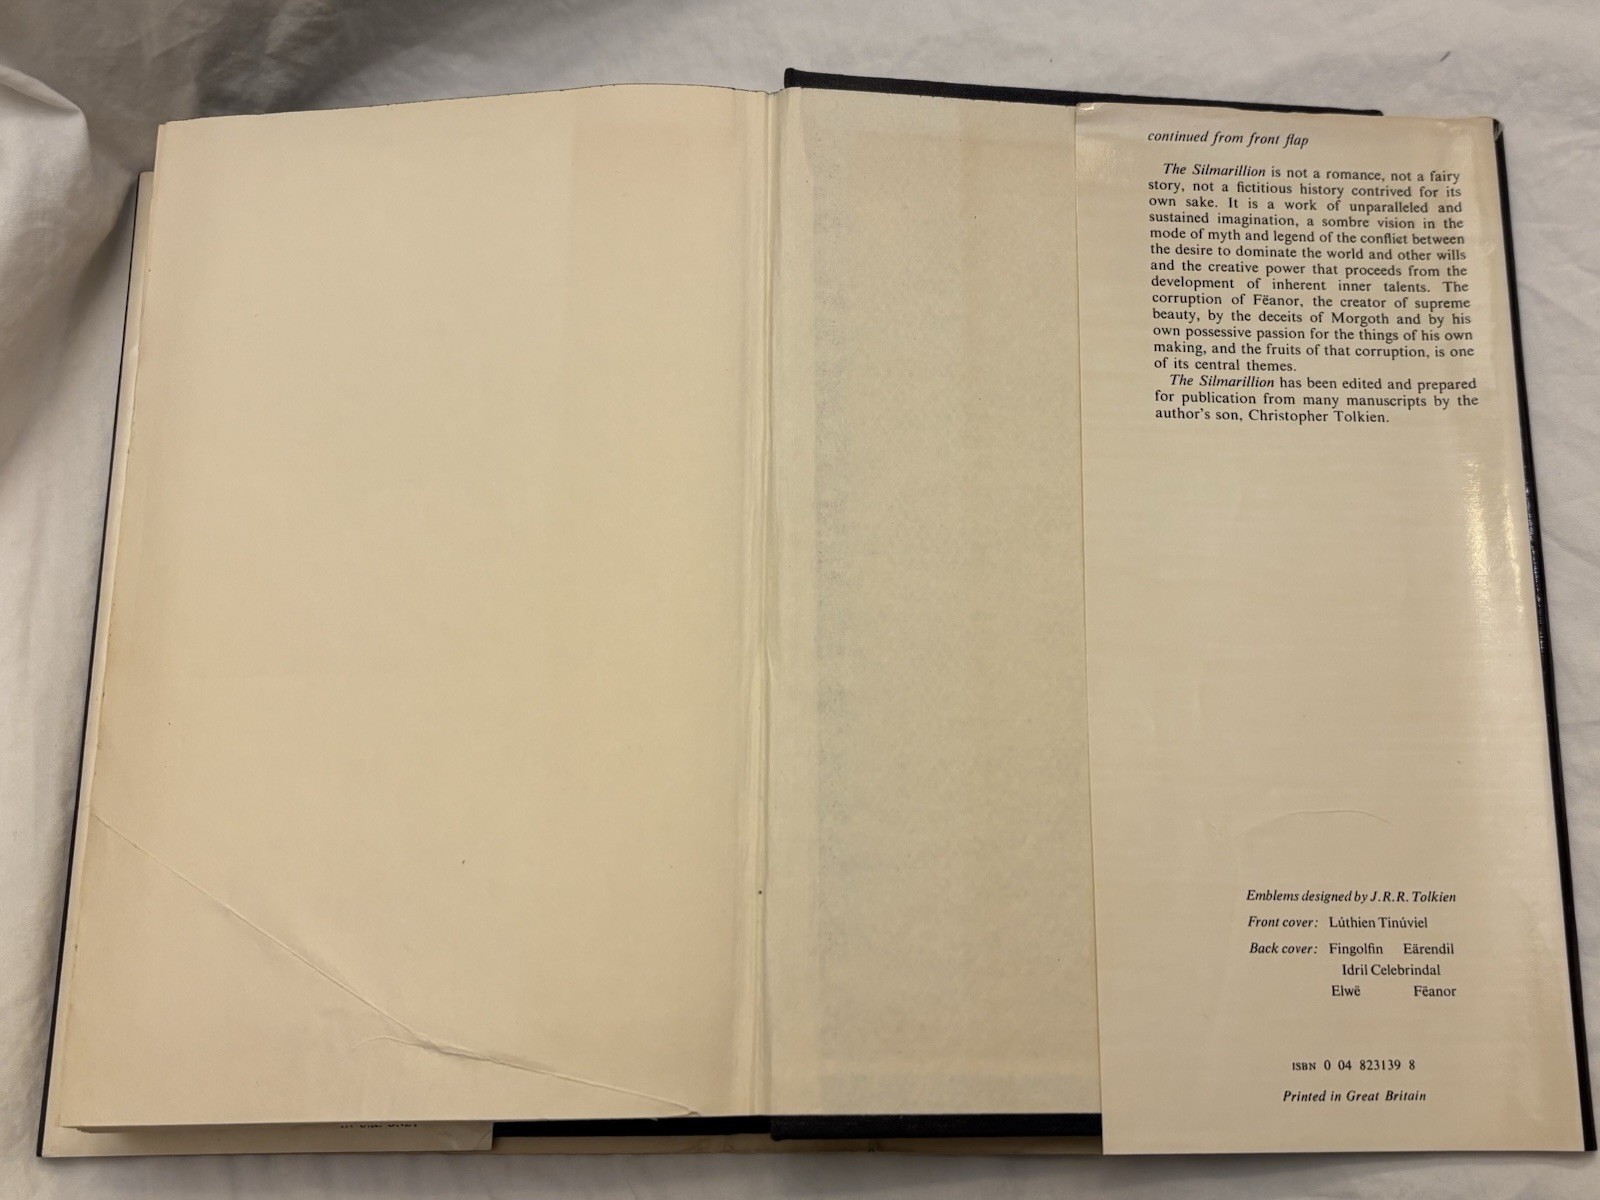 continued from front flap
The Silmarillion is not a romance, not a fairy
story, not a fictitious history contrived for its
own sake. It is a work of unparalleled and
sustained imagination, a sombre vision in the
mode of myth and legend of the conflict between
the desire to dominate the world and other wills
and the creative power that proceeds from the
development of inherent inner talents. The
corruption of Fëanor, the creator of supreme
beauty, by the deceits of Morgoth and by his
own possessive passion for the things of his own
making, and the fruits of that corruption, is one
of its central themes.
The Silmarillion has been edited and prepared
for publication from many manuscripts by the
author's son, Christopher Tolkien.
Emblems designed by J.R.R. Tolkien
Front cover: Lúthien Tinúviel
Back cover: Fingolfin Eärendil
Idril Celebrindal
Elwë Fëanor
ISBN 0 04 823139 8
Printed in Great Britain